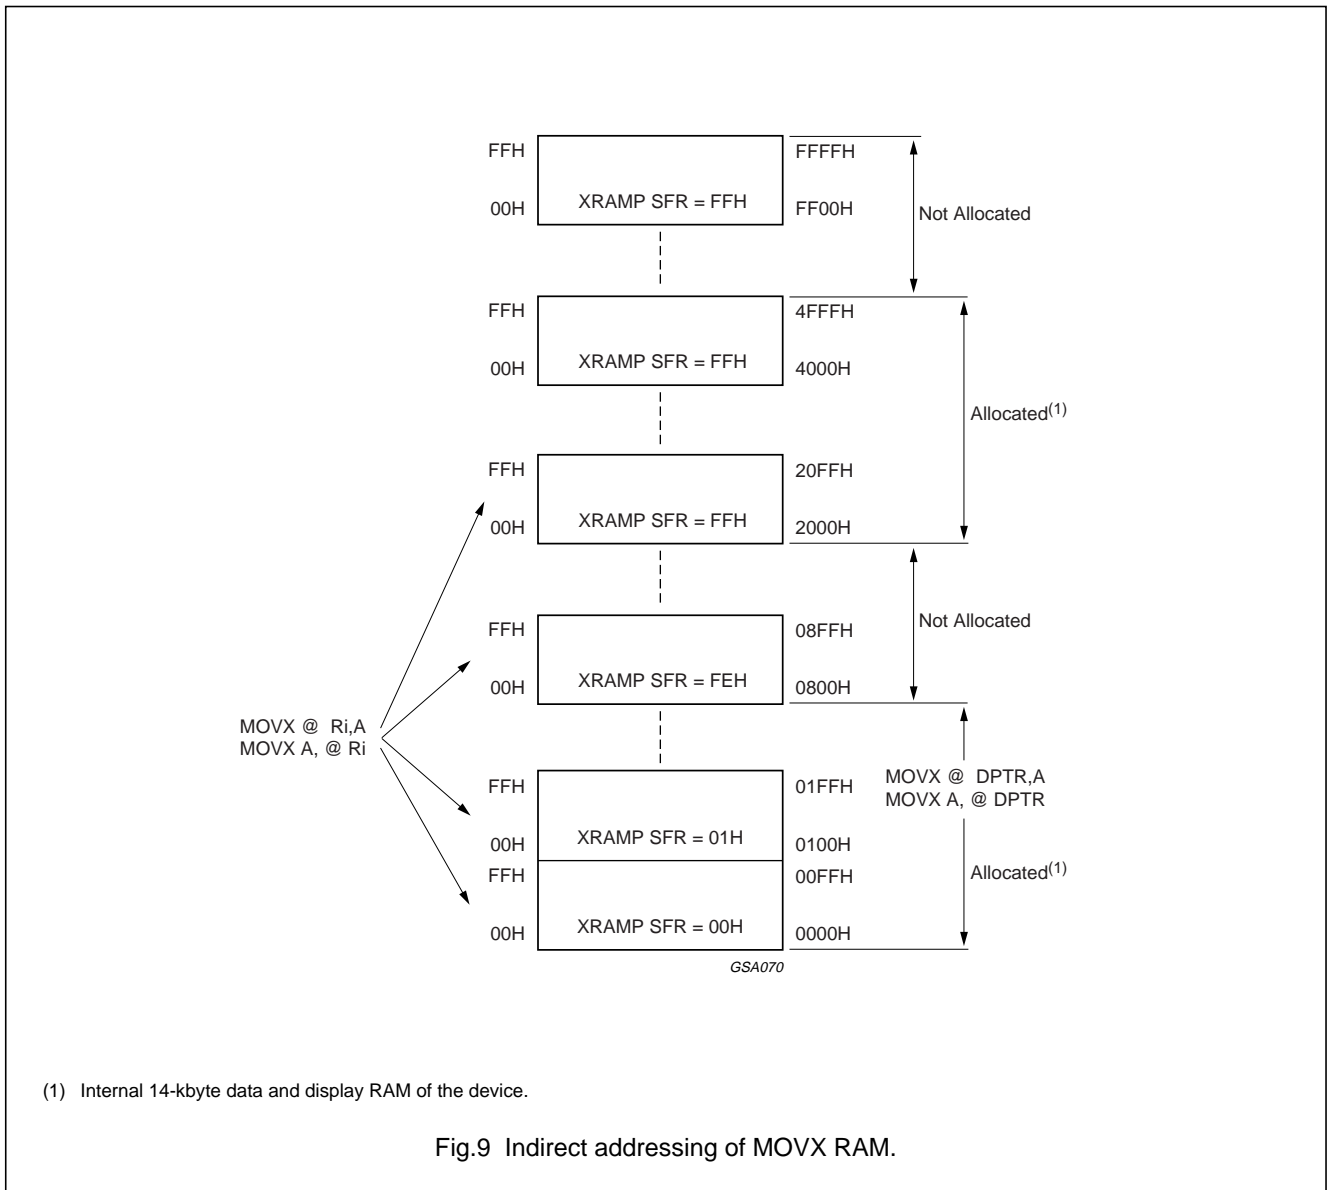 FFH FFFFH
00H XRAMP SFR = FFH FF00H Not Allocated
FFH 4FFFH
00H XRAMP SFR = FFH 4000H
Allocated(1)
FFH 20FFH
00H XRAMP SFR = FFH 2000H
FFH 08FFH Not Allocated
00H XRAMP SFR = FEH 0800H
MOVX @ Ri,A
MOVX A, @ Ri
FFH 01FFH MOVX @ DPTR,A
MOVX A, @ DPTR
00H XRAMP SFR = 01H 0100H
FFH 00FFH Allocated(1)
00H XRAMP SFR = 00H 0000H
GSA070
(1) Internal 14-kbyte data and display RAM of the device.
Fig.9 Indirect addressing of MOVX RAM.